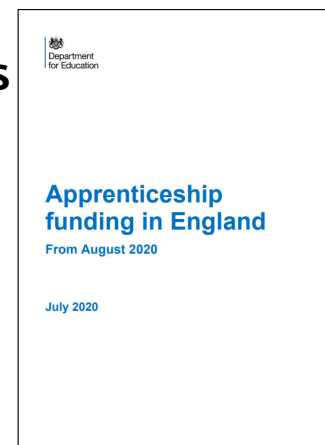 s
Department
for Education
Apprenticeship
funding in England
From August 2020
July 2020